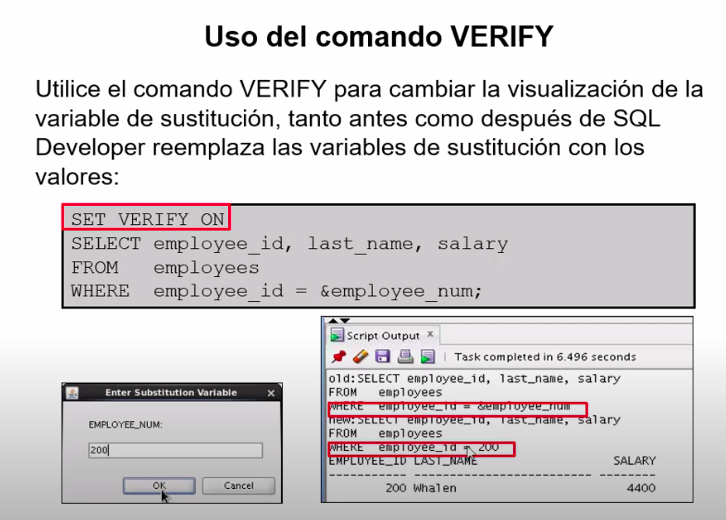 Uso del comando VERIFY
Utilice el comando VERIFY para cambiar la visualización de la
variable de sustitución, tanto antes como después de SQL
Developer reemplaza las variables de sustitución con los
valores:
SET VERIFY ON
SELECT employee_id, last_name, salary
FROM employees
WHERE employee_id = &employee_num;
Enter Substitution Variable
EMPLOYEE_NUM:
200
OK Cancel
Script Output
Task completed in 6.496 seconds
old:SELECT employee_id, last_name, salary
FROM employees
WHERE employee_id = &employee_num
new:SELECT employee_id, last_name, salary
FROM employees
WHERE employee_id = 200
EMPLOYEE_ID LAST_NAME SALARY
----------- ------------------------- ----------
200 Whalen 4400